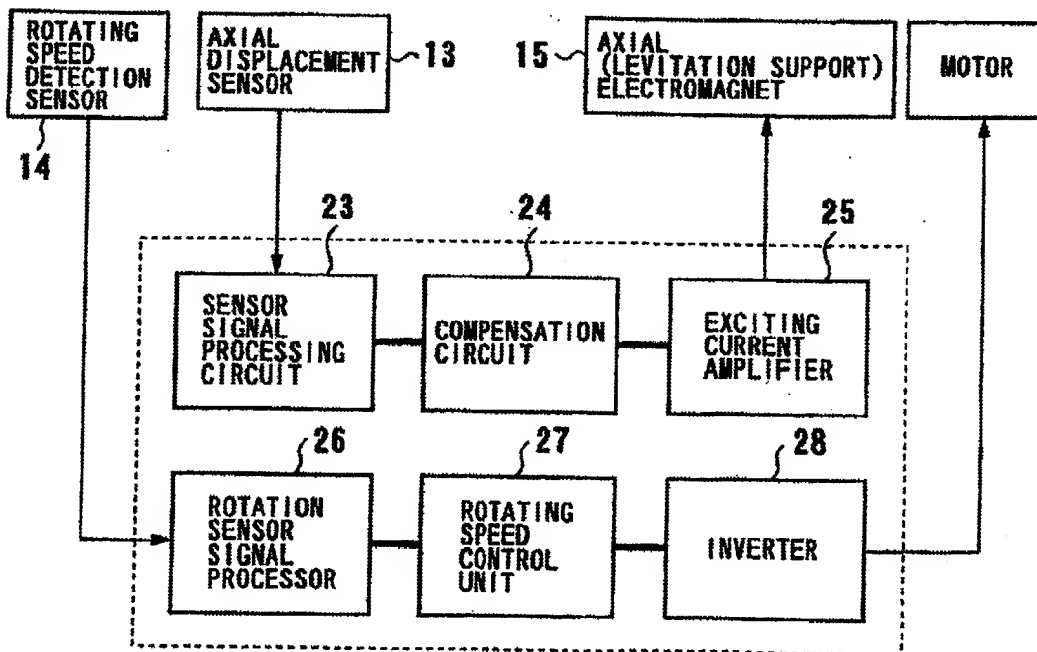 ROTATING
SPEED
DETECTION
SENSOR
14
AXIAL
DISPLACEMENT
SENSOR
13
15
AXIAL
(LEVITATION SUPPORT)
ELECTROMAGNET
MOTOR
23
SENSOR
SIGNAL
PROCESSING
CIRCUIT
24
COMPENSATION
CIRCUIT
25
EXCITING
CURRENT
AMPLIFIER
26
ROTATION
SENSOR
SIGNAL
PROCESSOR
27
ROTATING
SPEED
CONTROL
UNIT
28
INVERTER